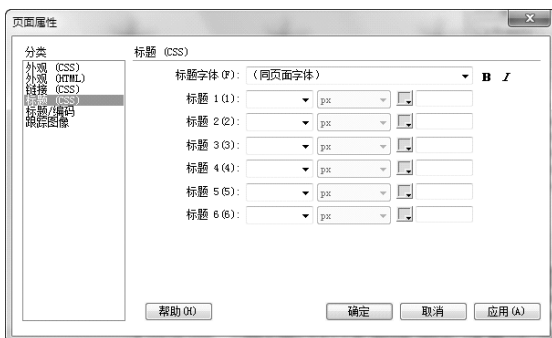 页面属性
分类
外观 (CSS)
外观 (HTML)
链接 (CSS)
标题 (CSS)
标题/编码
跟踪图像
标题 (CSS)
标题字体(F): (同页面字体) B I
标题 1(1): px
标题 2(2): px
标题 3(3): px
标题 4(4): px
标题 5(5): px
标题 6(6): px
帮助(H) 确定 取消 应用(A)